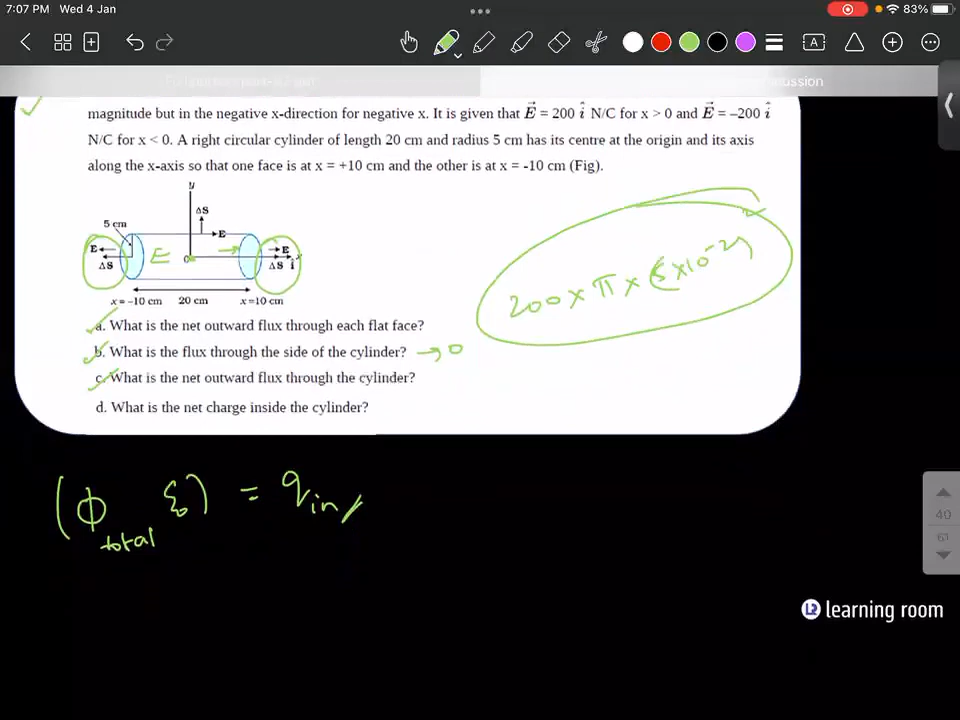 7:07 PM Wed 4 Jan
83%
magnitude but in the negative x-direction for negative x. It is given that E⃗ = 200 î N/C for x > 0 and E⃗ = –200 î
N/C for x < 0. A right circular cylinder of length 20 cm and radius 5 cm has its centre at the origin and its axis
along the x-axis so that one face is at x = +10 cm and the other is at x = -10 cm (Fig).
y
ΔS
5 cm
E
E
E
E
ΔS
O
x
ΔS î
x = –10 cm 20 cm x=10 cm
200 × π × (5 × 10⁻²)
a. What is the net outward flux through each flat face?
b. What is the flux through the side of the cylinder? → 0
c. What is the net outward flux through the cylinder?
d. What is the net charge inside the cylinder?
(ϕ total ε) = q in
40
learning room